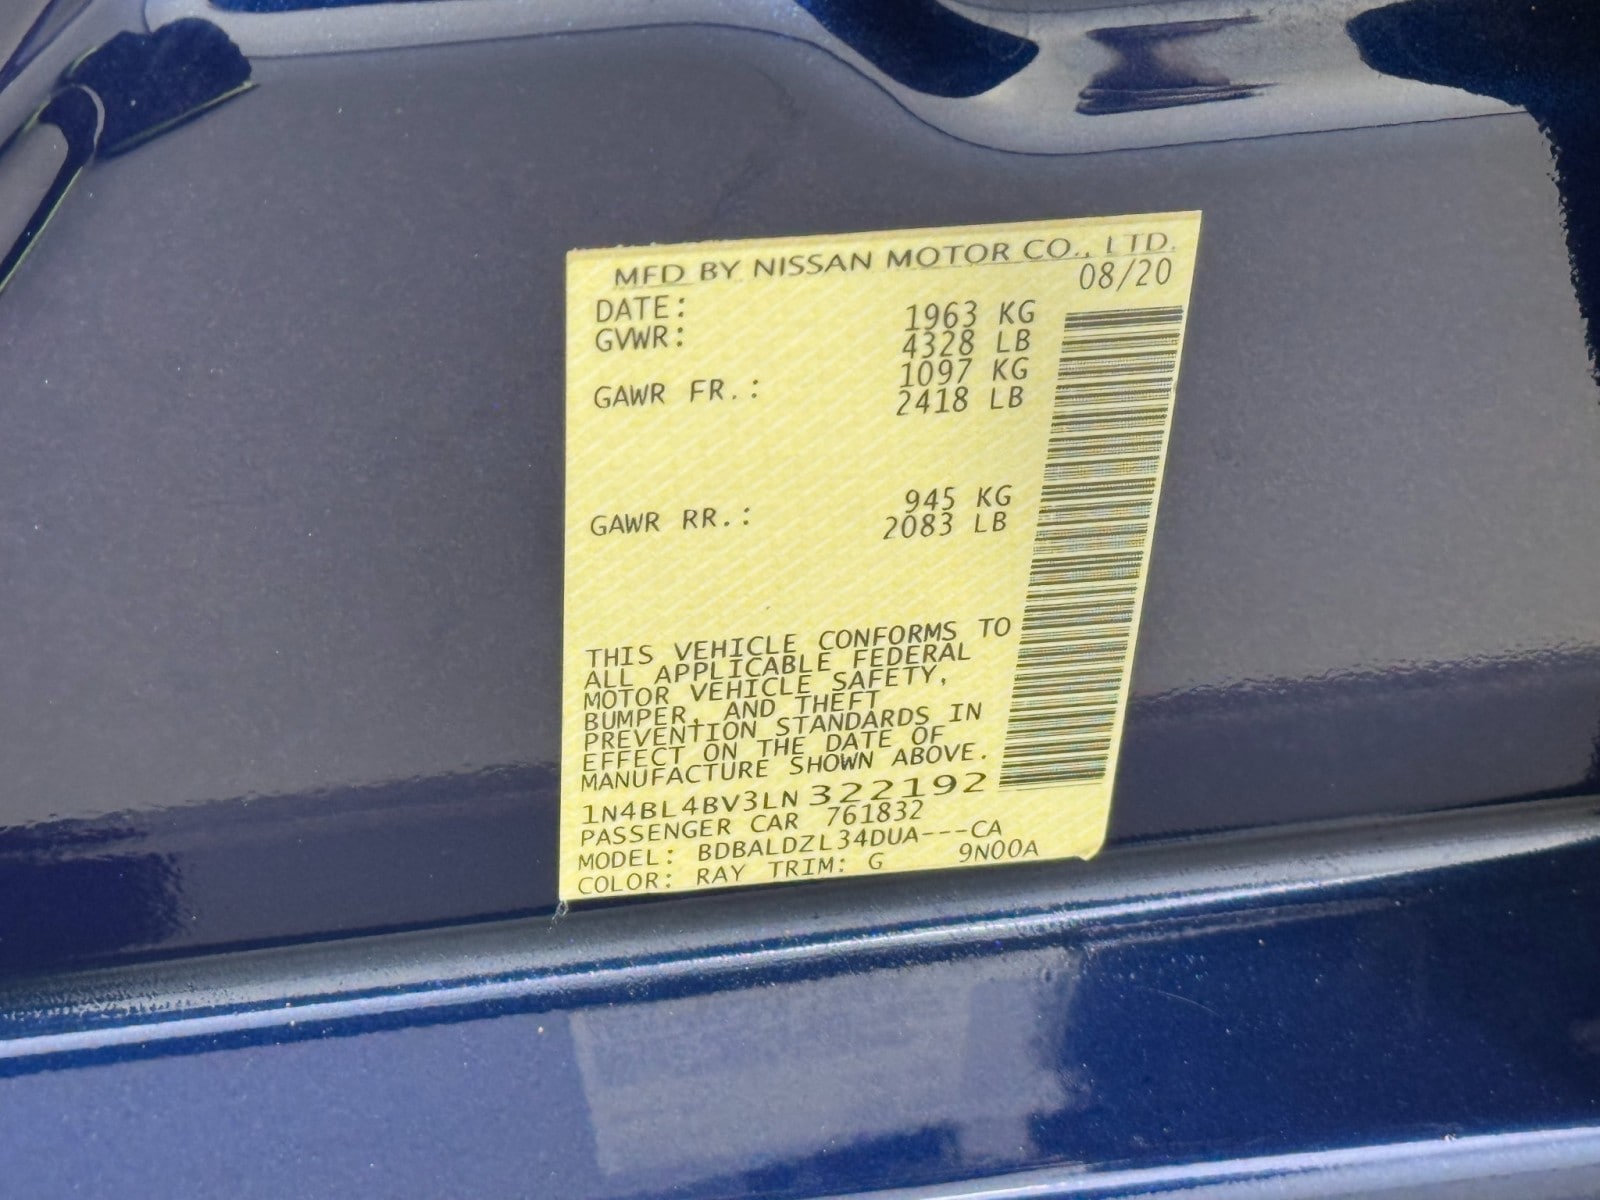 MFD BY NISSAN MOTOR CO., LTD.
DATE: 08/20
GVWR: 1963 KG
4328 LB
GAWR FR.: 1097 KG
2418 LB
GAWR RR.: 945 KG
2083 LB
THIS VEHICLE CONFORMS TO
ALL APPLICABLE FEDERAL
MOTOR VEHICLE SAFETY,
BUMPER, AND THEFT
PREVENTION STANDARDS IN
EFFECT ON THE DATE OF
MANUFACTURE SHOWN ABOVE.
1N4BL4BV3LN322192
PASSENGER CAR 761832
MODEL: BDBALDZL34DUA---CA
COLOR: RAY TRIM: G 9N00A